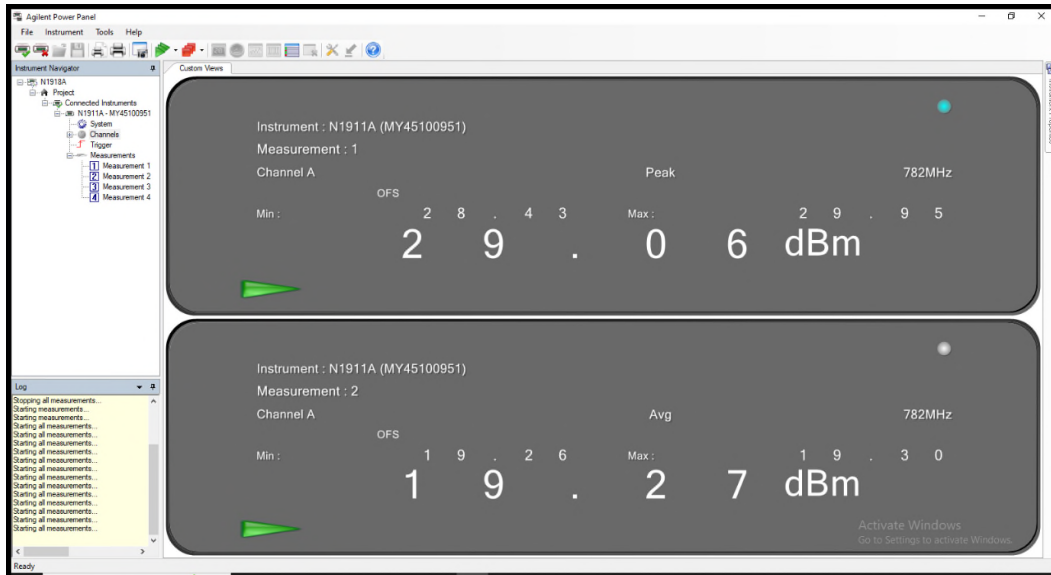 Agilent Power Panel
File Instrument Tools Help
Instrument Navigator
N1918A
Project
Connected Instruments
N1911A - MY45100951
System
Channels
Trigger
Measurements
1 Measurement 1
2 Measurement 2
3 Measurement 3
4 Measurement 4
Custom Views
Instrument : N1911A (MY45100951)
Measurement : 1
Channel A Peak 782MHz
OFS
Min : 28.43 Max : 29.95
29.06 dBm
Instrument : N1911A (MY45100951)
Measurement : 2
Channel A Avg 782MHz
OFS
Min : 19.26 Max : 19.30
19.27 dBm
Log
Stopping all measurements...
Starting measurements...
Starting measurements...
Starting all measurements...
Starting all measurements...
Starting all measurements...
Starting all measurements...
Starting all measurements...
Starting all measurements...
Starting all measurements...
Starting all measurements...
Starting all measurements...
Starting all measurements...
Starting all measurements...
Starting all measurements...
Starting all measurements...
Activate Windows
Go to Settings to activate Windows.
Ready